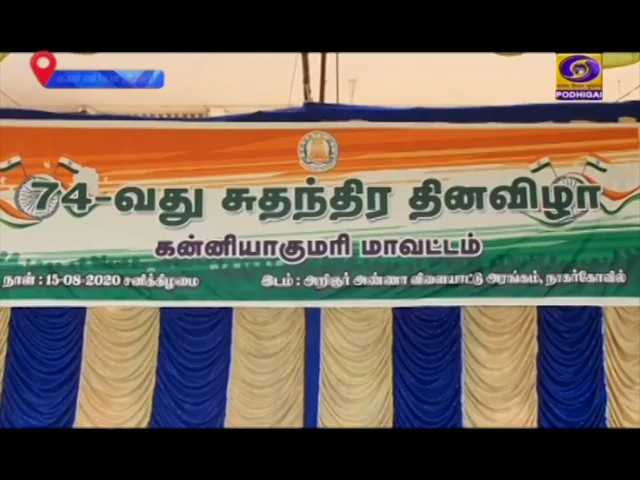 PODHIGAI
74-வது சுதந்திர தினவிழா
கன்னியாகுமரி மாவட்டம்
நாள் : 15-08-2020 சனிக்கிழமை இடம் : அறிஞர் அண்ணா விளையாட்டு அரங்கம், நாகர்கோவில்